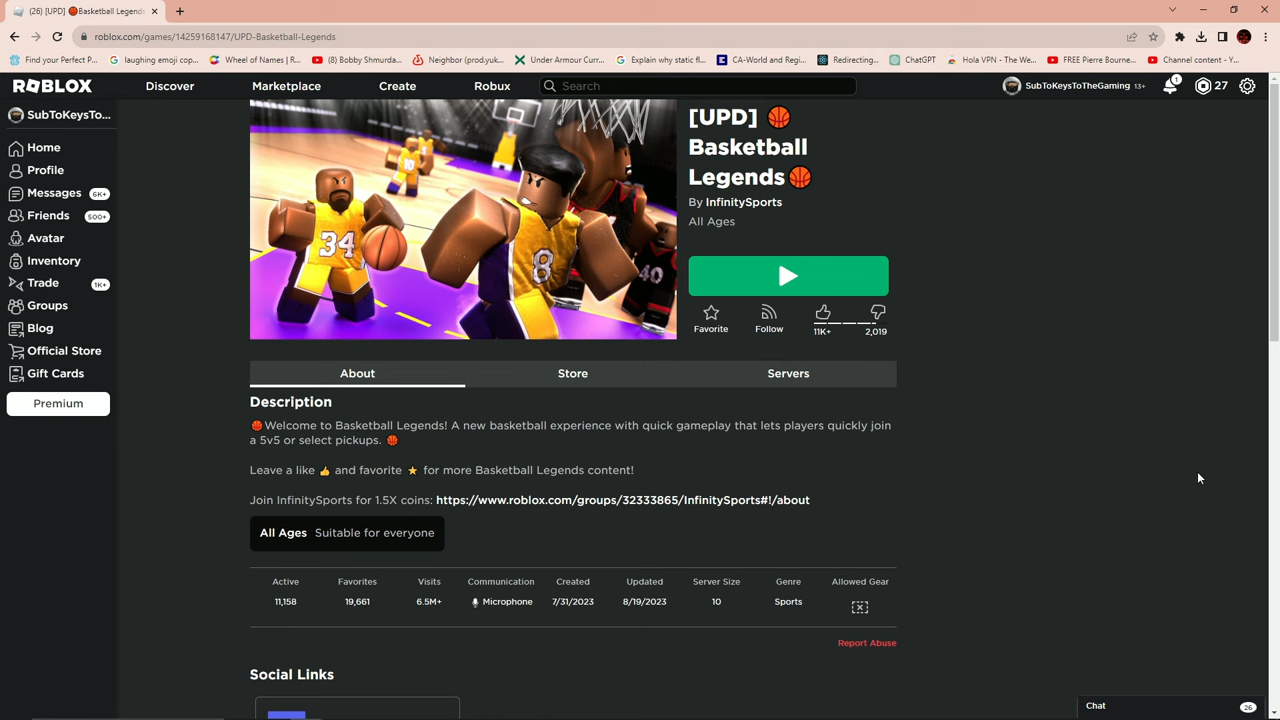 (26) [UPD] 🏀Basketball Legends
roblox.com/games/14259168147/UPD-Basketball-Legends
Find your Perfect P...
laughing emoji cop...
Wheel of Names | R...
(8) Bobby Shmurda...
Neighbor (prod.yuk...
Under Armour Curr...
Explain why static fl...
CA-World and Regi...
Redirecting...
ChatGPT
Hola VPN - The We...
FREE Pierre Bourne...
Channel content - Y...
ROBLOX
Discover
Marketplace
Create
Robux
Search
SubToKeysToTheGaming 13+
1
27
SubToKeysTo...
Home
Profile
Messages 6K+
Friends 500+
Avatar
Inventory
Trade 1K+
Groups
Blog
Official Store
Gift Cards
Premium
10
34
8
40
[UPD] 🏀
Basketball
Legends🏀
By InfinitySports
All Ages
Favorite
Follow
11K+
2,019
About
Store
Servers
Description
🏀Welcome to Basketball Legends! A new basketball experience with quick gameplay that lets players quickly join
a 5v5 or select pickups. 🏀
Leave a like 👍 and favorite ⭐ for more Basketball Legends content!
Join InfinitySports for 1.5X coins: https://www.roblox.com/groups/32333865/InfinitySports#!/about
All Ages Suitable for everyone
Active Favorites Visits Communication Created Updated Server Size Genre Allowed Gear
11,158 19,661 6.5M+ Microphone 7/31/2023 8/19/2023 10 Sports
Report Abuse
Social Links
Chat
26